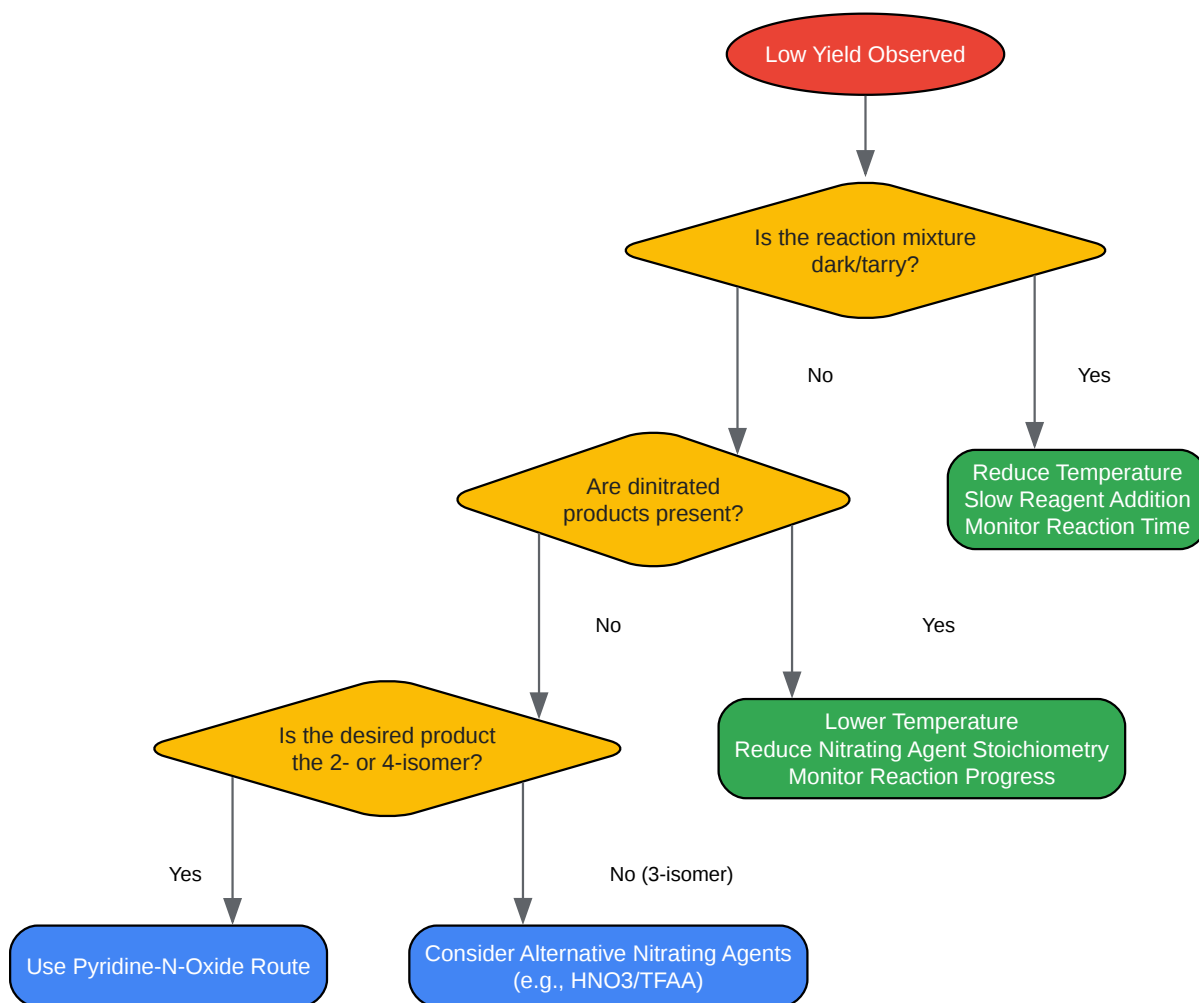 Low Yield Observed
Is the reaction mixture
dark/tarry?
No
Yes
Reduce Temperature
Slow Reagent Addition
Monitor Reaction Time
Are dinitrated
products present?
No
Yes
Lower Temperature
Reduce Nitrating Agent Stoichiometry
Monitor Reaction Progress
Is the desired product
the 2- or 4-isomer?
Yes
No (3-isomer)
Use Pyridine-N-Oxide Route
Consider Alternative Nitrating Agents
(e.g., HNO3/TFAA)